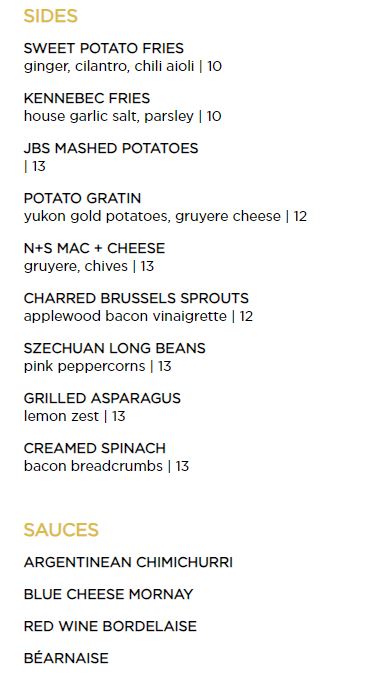 SIDES
SWEET POTATO FRIES
ginger, cilantro, chili aioli | 10
KENNEBEC FRIES
house garlic salt, parsley | 10
JBS MASHED POTATOES
| 13
POTATO GRATIN
yukon gold potatoes, gruyere cheese | 12
N+S MAC + CHEESE
gruyere, chives | 13
CHARRED BRUSSELS SPROUTS
applewood bacon vinaigrette | 12
SZECHUAN LONG BEANS
pink peppercorns | 13
GRILLED ASPARAGUS
lemon zest | 13
CREAMED SPINACH
bacon breadcrumbs | 13
SAUCES
ARGENTINEAN CHIMICHURRI
BLUE CHEESE MORNAY
RED WINE BORDELAISE
BÉARNAISE